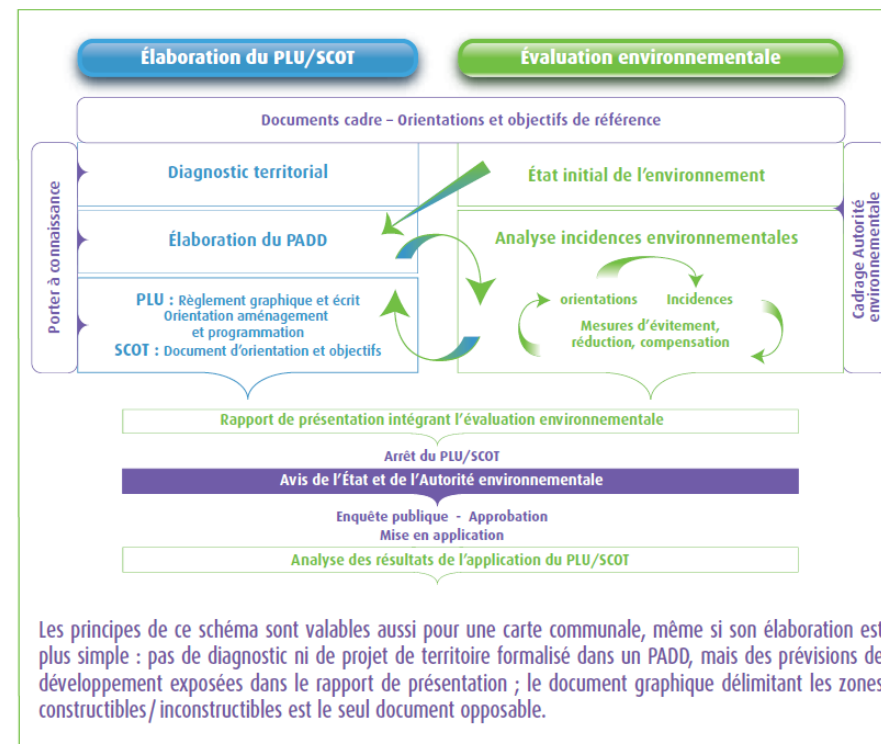 Élaboration du PLU/SCOT
Évaluation environnementale
Documents cadre – Orientations et objectifs de référence
Porter à connaissance
Diagnostic territorial
État initial de l'environnement
Cadrage Autorité
environnementale
Élaboration du PADD
Analyse incidences environnementales
PLU : Règlement graphique et écrit
Orientation aménagement
et programmation
SCOT : Document d'orientation et objectifs
orientations
Incidences
Mesures d'évitement,
réduction, compensation
Rapport de présentation intégrant l'évaluation environnementale
Arrêt du PLU/SCOT
Avis de l'État et de l'Autorité environnementale
Enquête publique - Approbation
Mise en application
Analyse des résultats de l'application du PLU/SCOT
Les principes de ce schéma sont valables aussi pour une carte communale, même si son élaboration est
plus simple : pas de diagnostic ni de projet de territoire formalisé dans un PADD, mais des prévisions de
développement exposées dans le rapport de présentation ; le document graphique délimitant les zones
constructibles / inconstructibles est le seul document opposable.